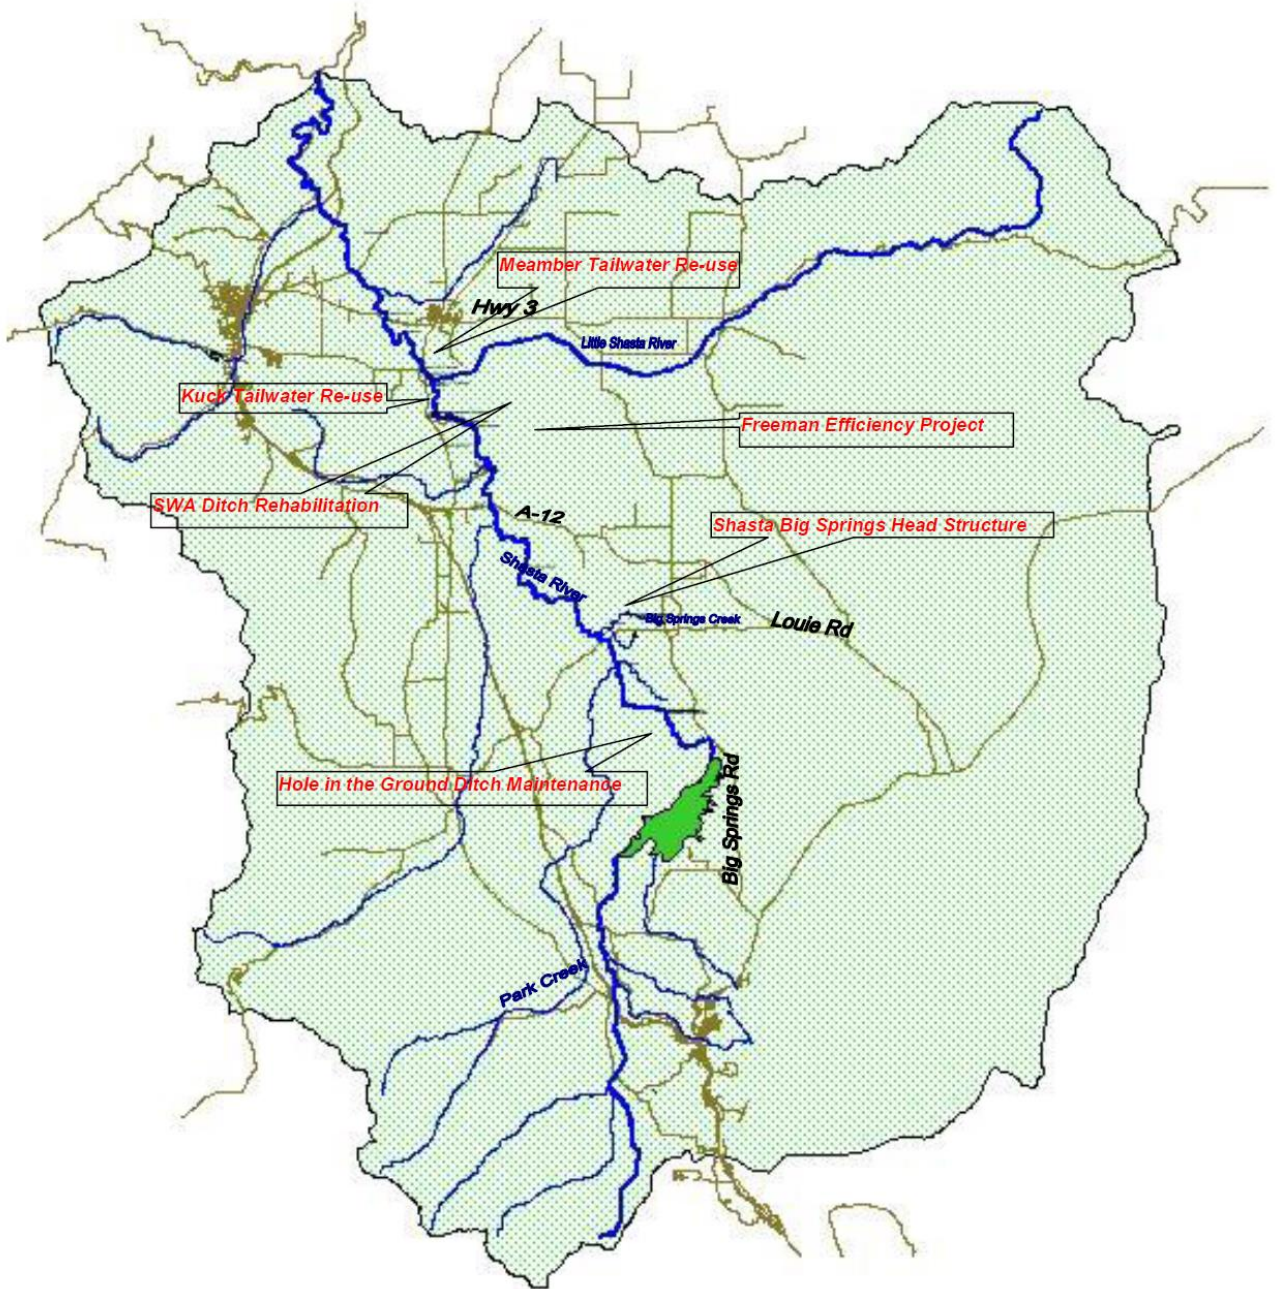 Meamber Tailwater Re-use
Hwy 3
Little Shasta River
Kuck Tailwater Re-use
Freeman Efficiency Project
SWA Ditch Rehabilitation
A-12
Shasta Big Springs Head Structure
Shasta River
Big Springs Creek
Louie Rd
Hole in the Ground Ditch Maintenance
Big Springs Rd
Park Creek